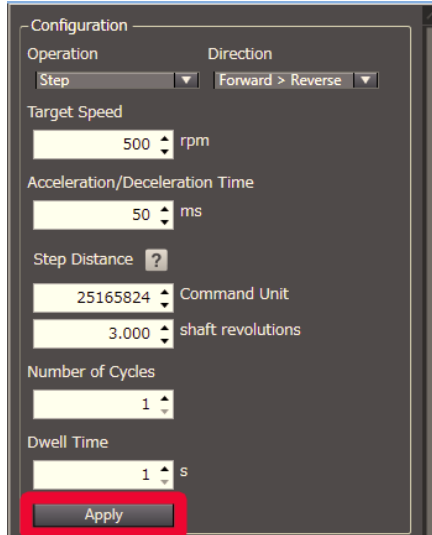 Configuration
Operation Direction
Step Forward > Reverse
Target Speed
500 rpm
Acceleration/Deceleration Time
50 ms
Step Distance ?
25165824 Command Unit
3.000 shaft revolutions
Number of Cycles
1
Dwell Time
1 s
Apply